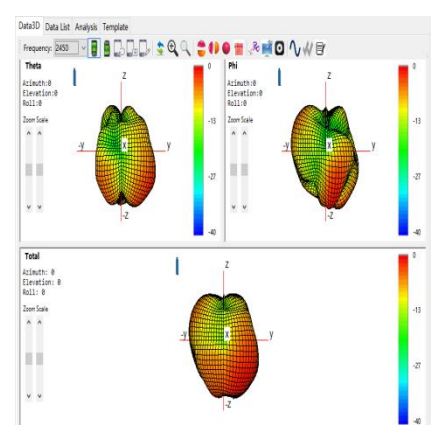 Data3D Data List Analysis Template
Frequency: 2450
Theta
Azimuth:0
Elevation:0
Roll:0
Zoom Scale
Z
-y
X
y
-Z
0
-13
-27
-40
Phi
Azimuth:0
Elevation:0
Roll:0
Zoom Scale
Z
-y
X
y
-Z
0
-13
-27
-40
Total
Azimuth: 0
Elevation: 0
Roll: 0
Zoom Scale
Z
-y
X
y
-Z
0
-13
-27
-40